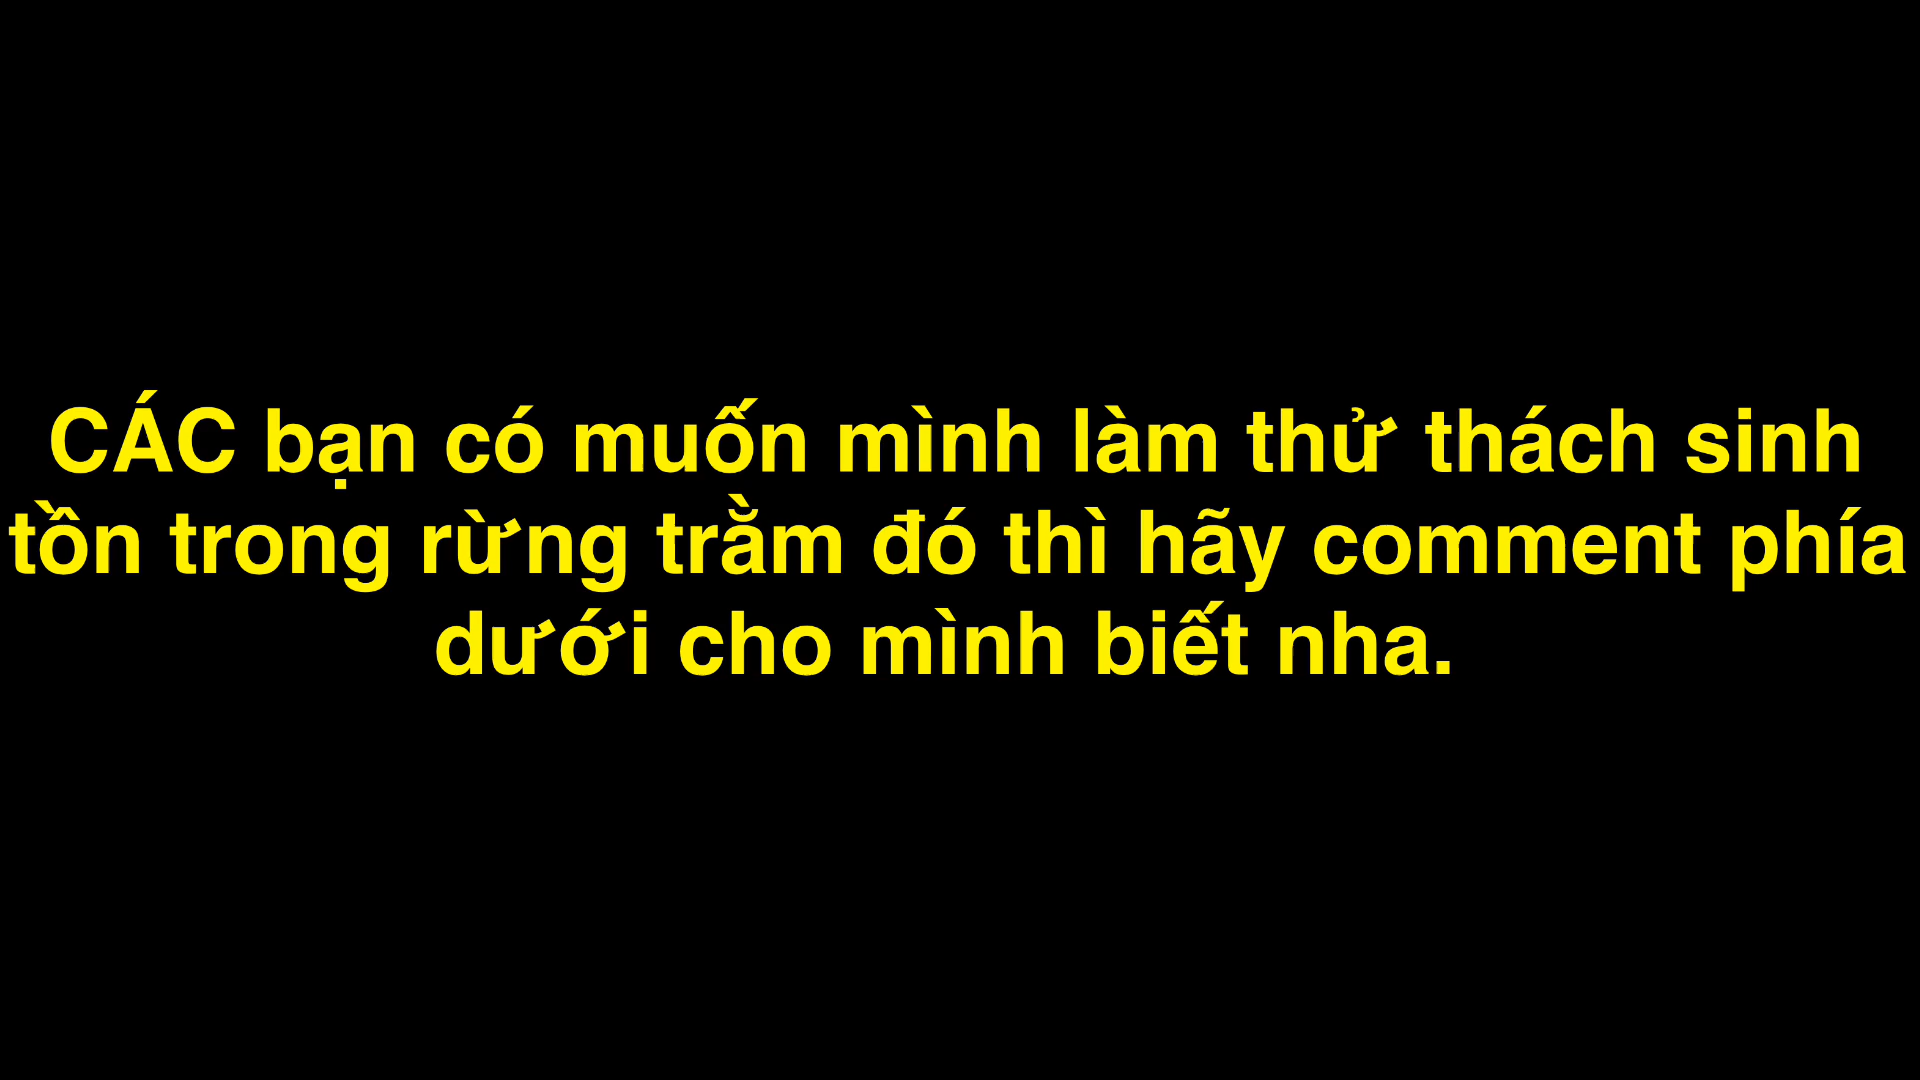 CÁC bạn có muốn mình làm thử thách sinh
tồn trong rừng trằm đó thì hãy comment phía
dưới cho mình biết nha.